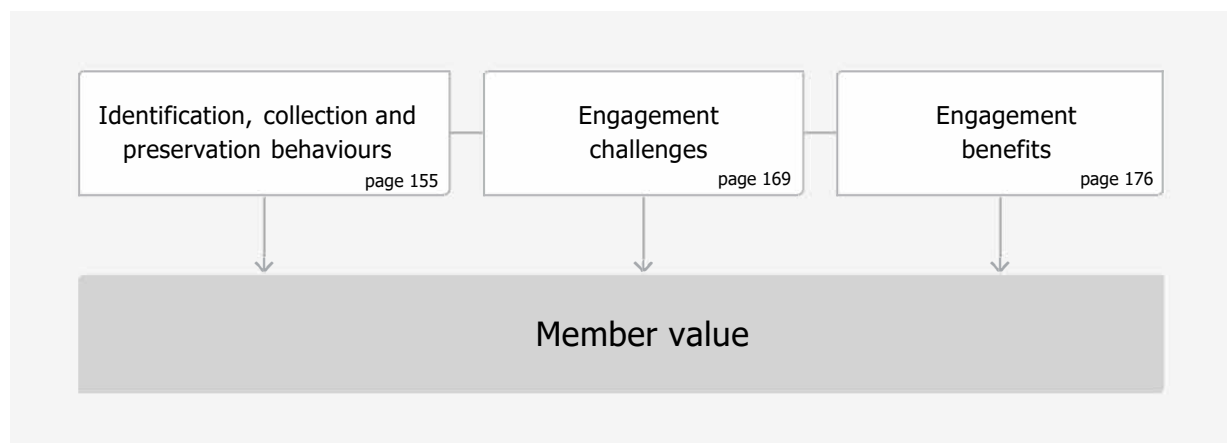 Identification, collection and
preservation behaviours
page 155
Engagement
challenges
page 169
Engagement
benefits
page 176
Member value